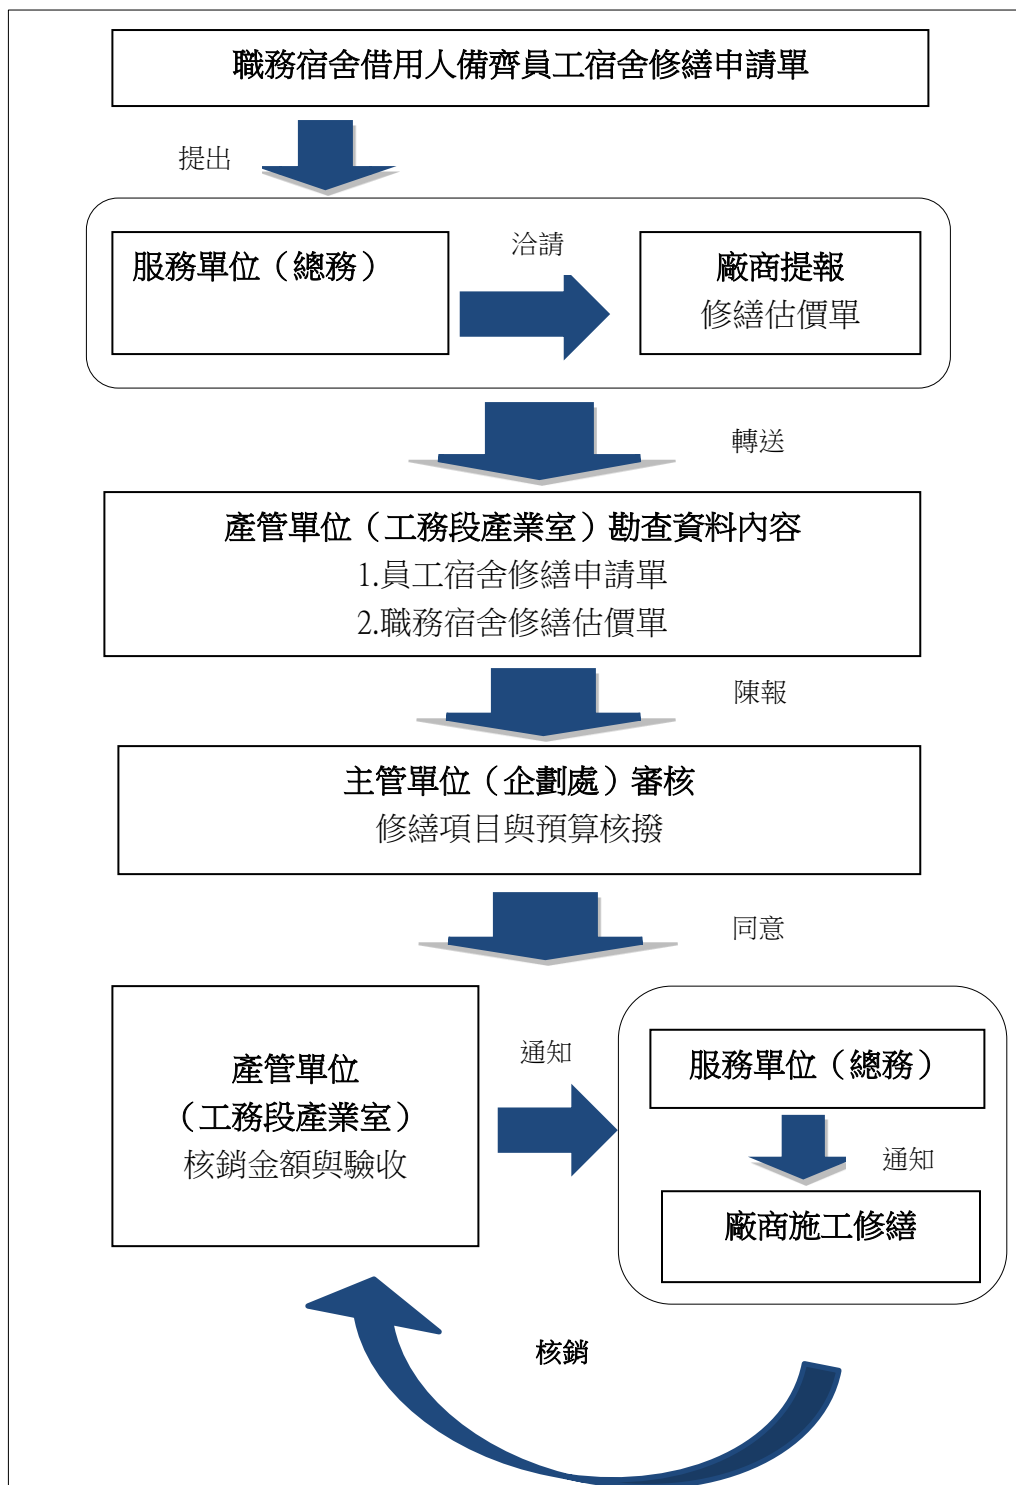 職務宿舍借用人備齊員工宿舍修繕申請單
提出
服務單位（總務）
洽請
廠商提報
修繕估價單
轉送
產管單位（工務段產業室）勘查資料內容
1.員工宿舍修繕申請單
2.職務宿舍修繕估價單
陳報
主管單位（企劃處）審核
修繕項目與預算核撥
同意
產管單位
（工務段產業室）
核銷金額與驗收
通知
服務單位（總務）
通知
廠商施工修繕
核銷